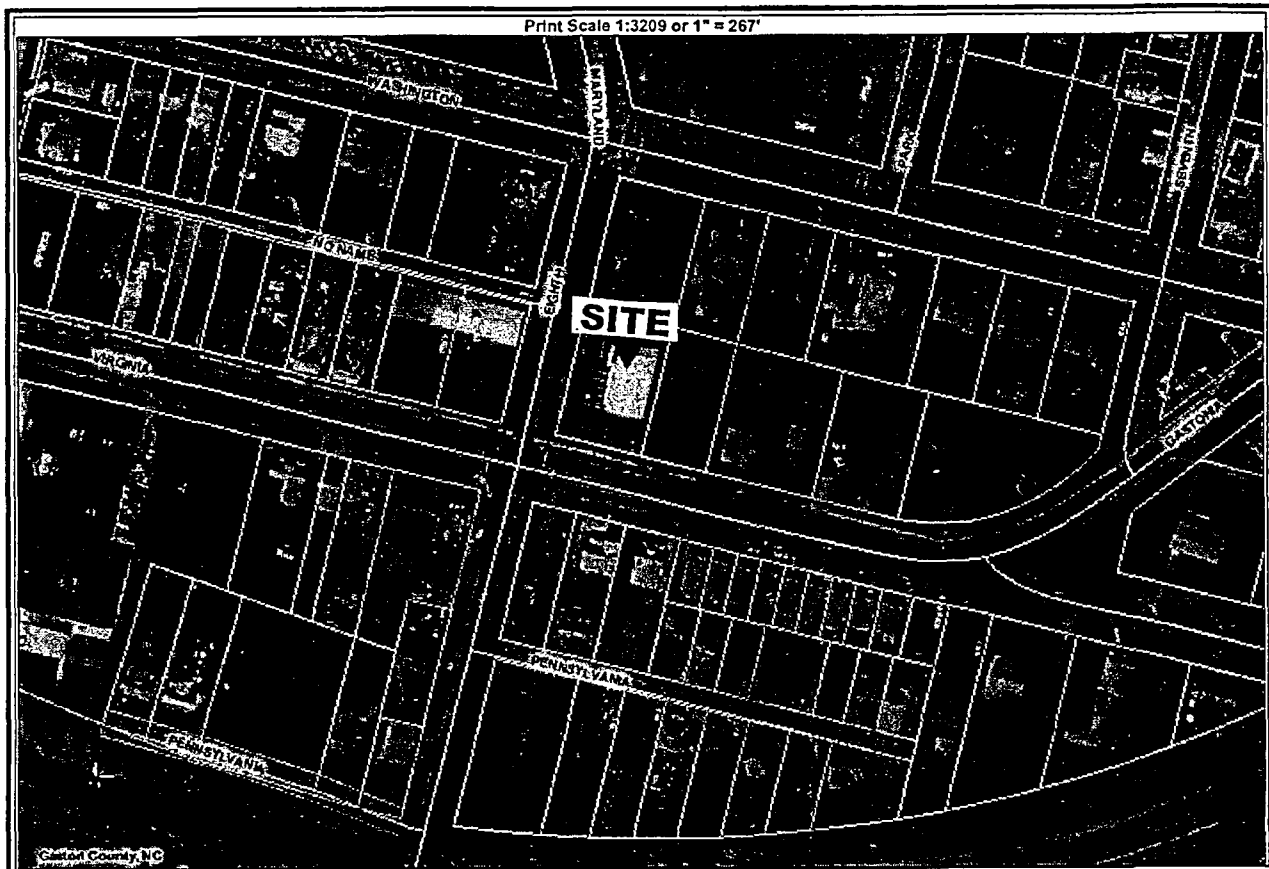 Print Scale 1:3209 or 1" = 267'
WASHINGTON
MARYLAND
NO NAME
EIGHTH
SITE
VIRGINIA
GASTONIA
PENNSYLVANIA
PENNSYLVANIA
Gaston County, NC